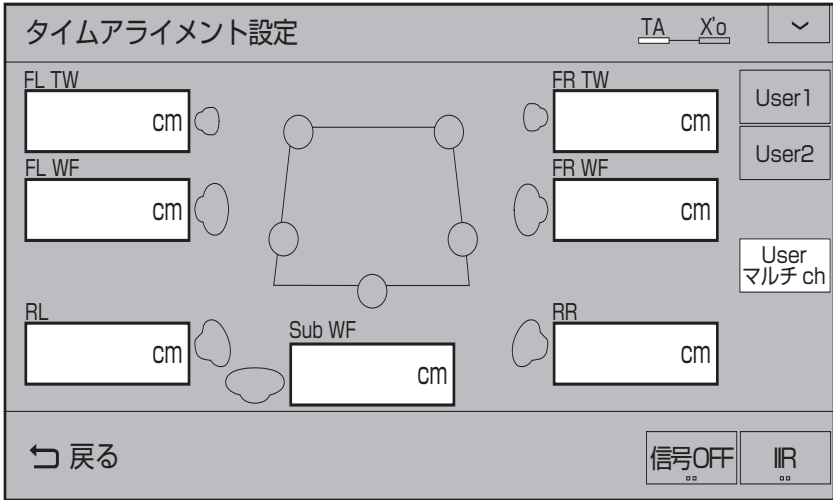 タイムアライメント設定
TA X'o
FL TW
cm
FR TW
cm
User1
User2
FL WF
cm
FR WF
cm
User
マルチ ch
RL
cm
Sub WF
cm
RR
cm
戻る
信号OFF
IIR